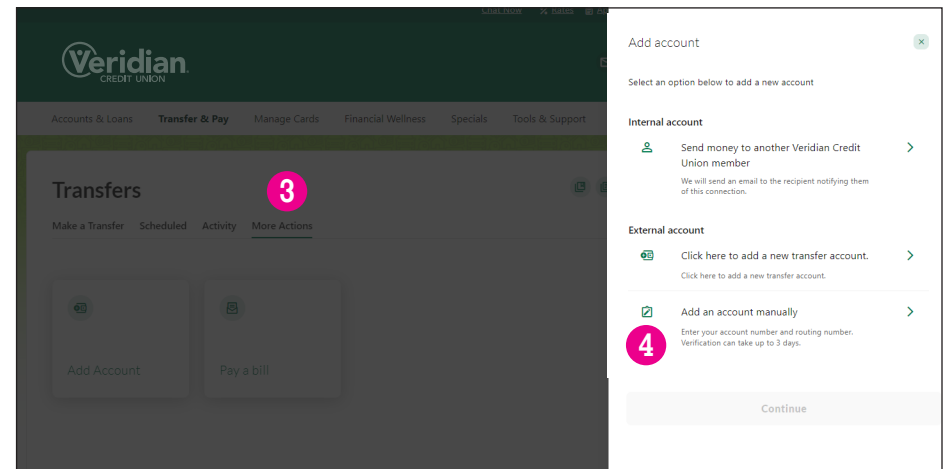 Chat Now Rates
Veridian
CREDIT UNION
Accounts & Loans Transfer & Pay Manage Cards Financial Wellness Specials Tools & Support
Transfers
3
Make a Transfer Scheduled Activity More Actions
Add Account Pay a bill
Add account
Select an option below to add a new account
Internal account
Send money to another Veridian Credit
Union member
We will send an email to the recipient notifying them
of this connection.
External account
Click here to add a new transfer account.
Click here to add a new transfer account.
Add an account manually
Enter your account number and routing number.
Verification can take up to 3 days.
4
Continue